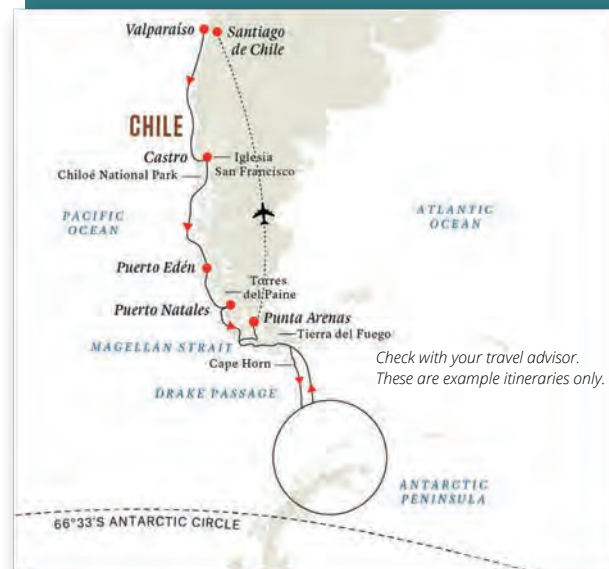 Valparaíso
Santiago
de Chile
CHILE
Castro
Iglesia
San Francisco
Chiloé National Park
PACIFIC
OCEAN
ATLANTIC
OCEAN
Puerto Edén
Torres
del Paine
Puerto Natales
Punta Arenas
Tierra del Fuego
MAGELLAN STRAIT
Cape Horn
Check with your travel advisor.
These are example itineraries only.
DRAKE PASSAGE
ANTARCTIC
PENINSULA
66°33'S ANTARCTIC CIRCLE